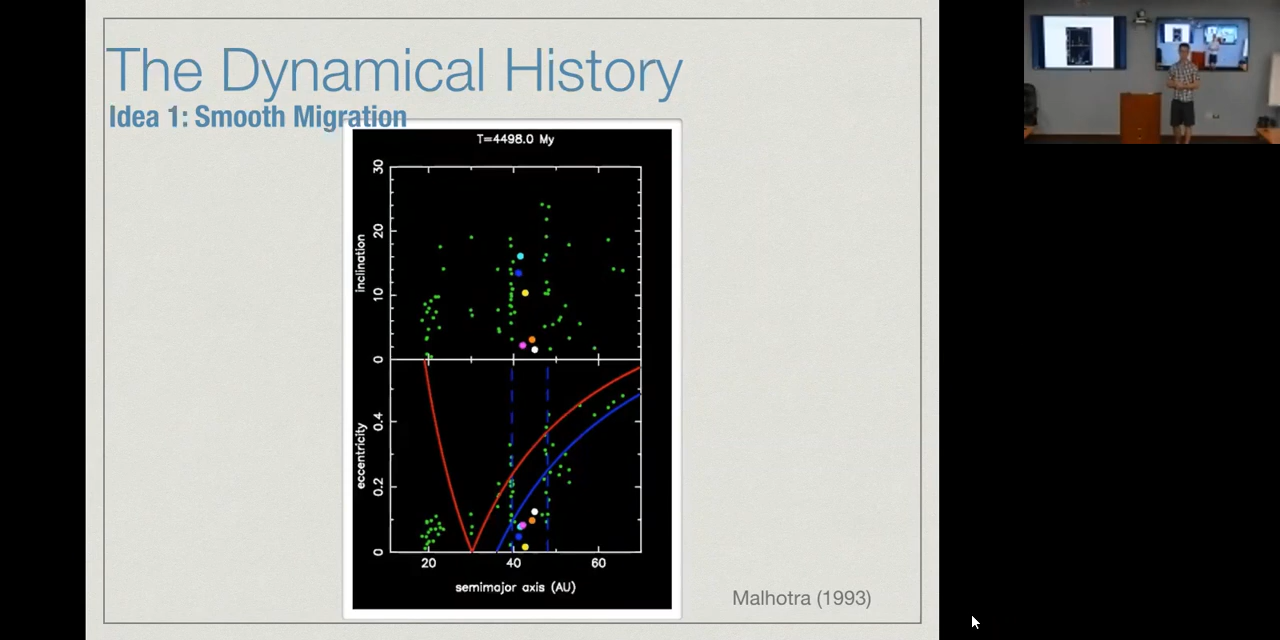 The Dynamical History
Idea 1: Smooth Migration
T=4498.0 My
30
20
10
0
inclination
0.4
0.2
0
eccentricity
20 40 60
semimajor axis (AU)
Malhotra (1993)